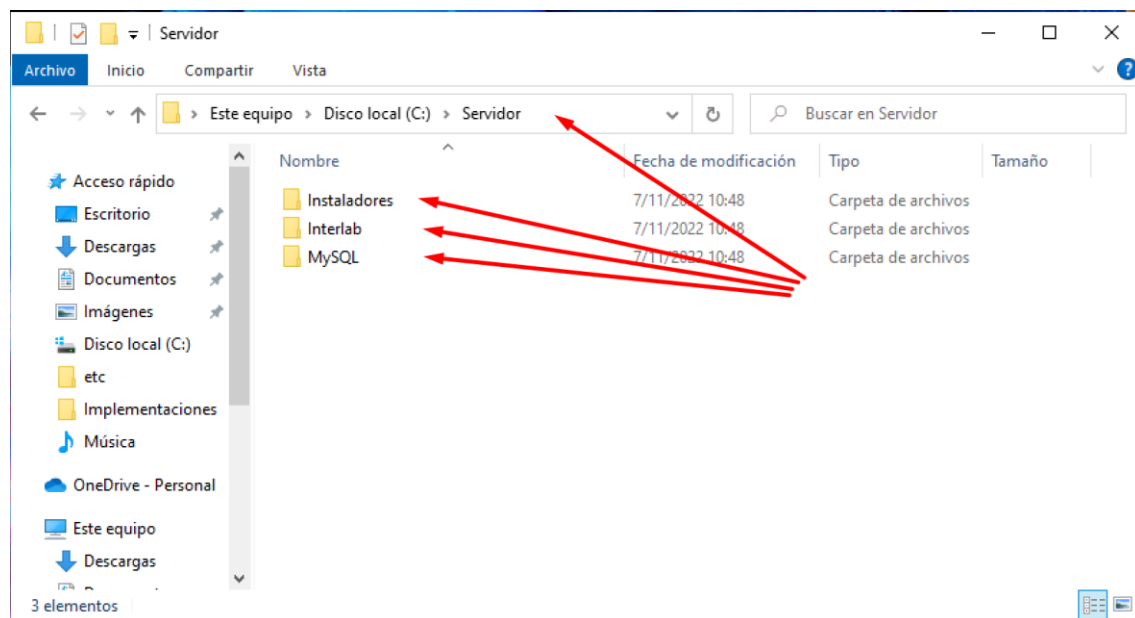 Servidor
Archivo Inicio Compartir Vista
Este equipo > Disco local (C:) > Servidor Buscar en Servidor
Nombre Fecha de modificación Tipo Tamaño
Acceso rápido
Escritorio
Descargas
Documentos
Imágenes
Disco local (C:)
etc
Implementaciones
Música
OneDrive - Personal
Este equipo
Descargas
Instaladores 7/11/2022 10:48 Carpeta de archivos
Interlab 7/11/2022 10:48 Carpeta de archivos
MySQL 7/11/2022 10:48 Carpeta de archivos
3 elementos